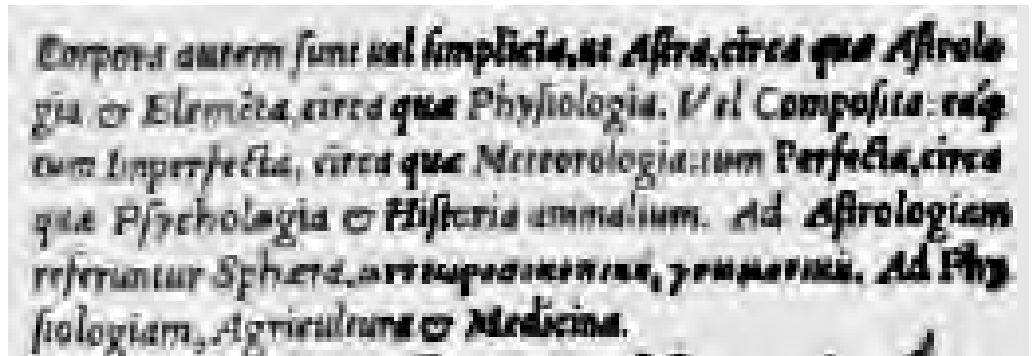 Corpora autem ſunt uel ſimplicia, ut Aſtra, circa quæ Aſtrolo
gia & Elemẽta, circa quæ Phyſiologia. Vel Compoſita: eaq́;
tum Imperfecta, circa quæ Meteorologia: tum Perfecta, circa
quæ Pſychologia & Hiſtoria animalium. Ad Aſtrologiam
referuntur Sphæra, Ad Phy
ſiologiam, Agricultura & Medicina.